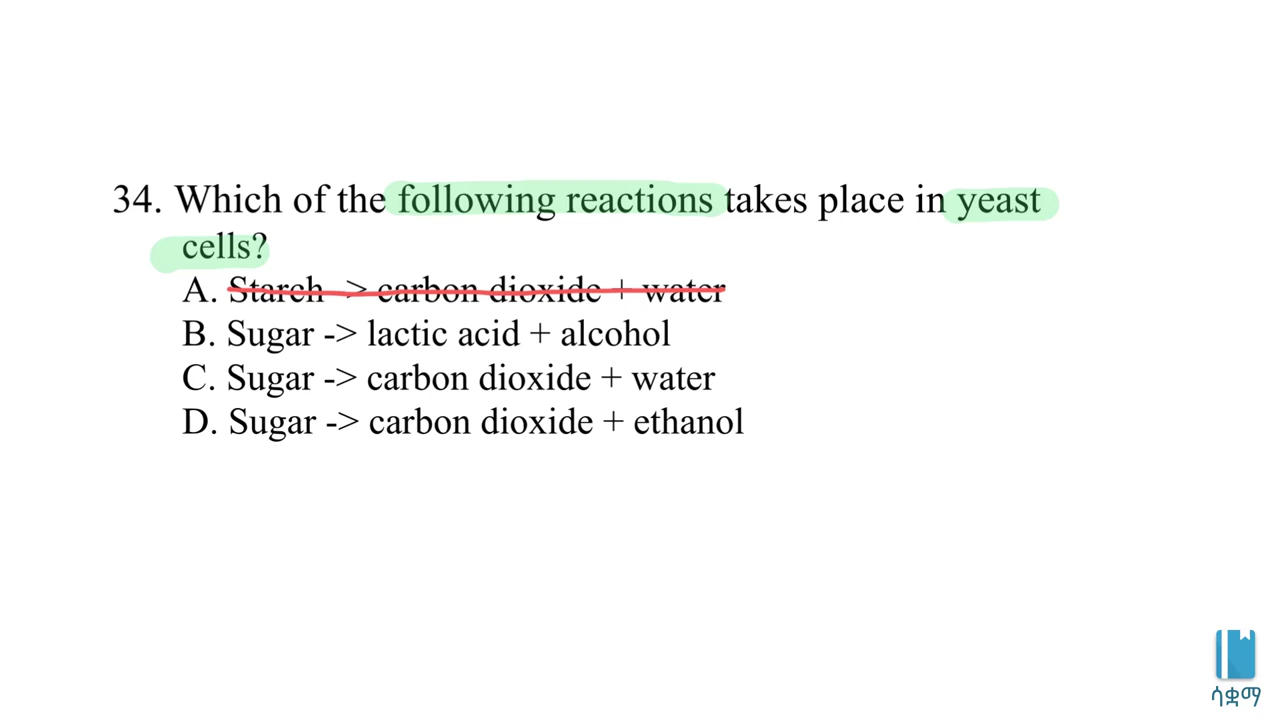 34. Which of the following reactions takes place in yeast
cells?
A. Starch -> carbon dioxide + water
B. Sugar -> lactic acid + alcohol
C. Sugar -> carbon dioxide + water
D. Sugar -> carbon dioxide + ethanol
ሳቋማ